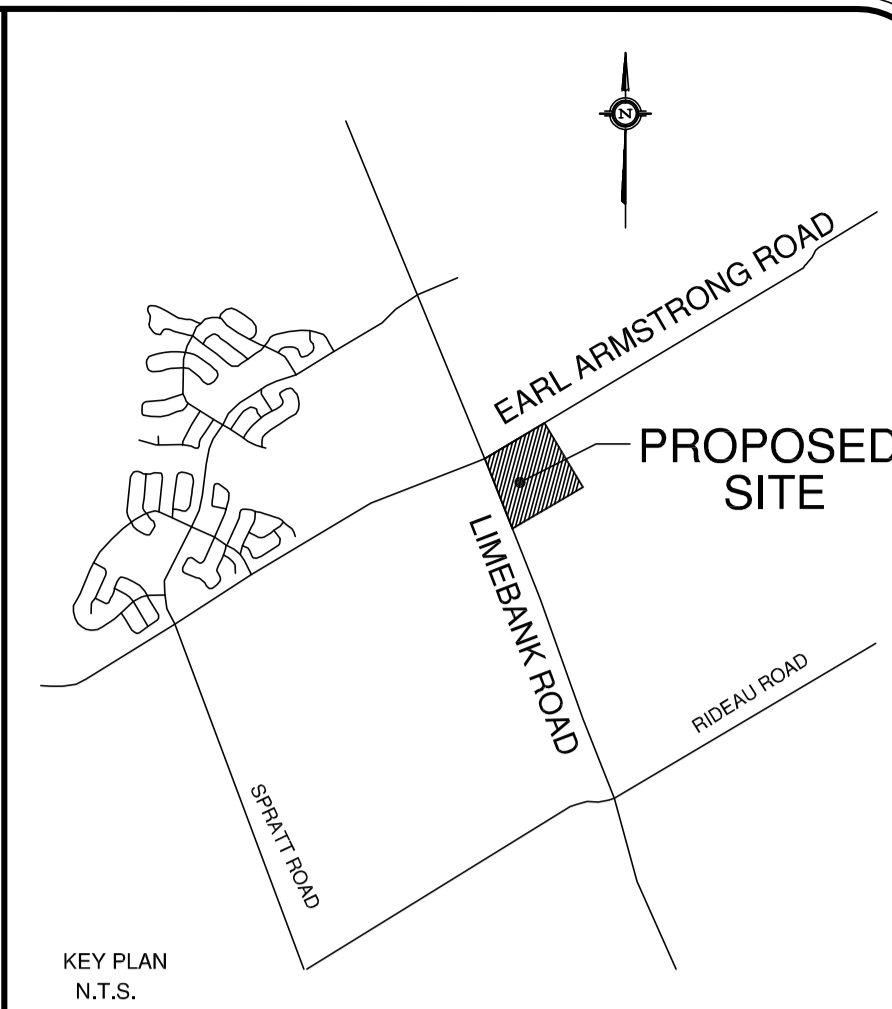 N
EARL ARMSTRONG ROAD
PROPOSED
SITE
LIMEBANK ROAD
RIDEAU ROAD
SPRATT ROAD
KEY PLAN
N.T.S.